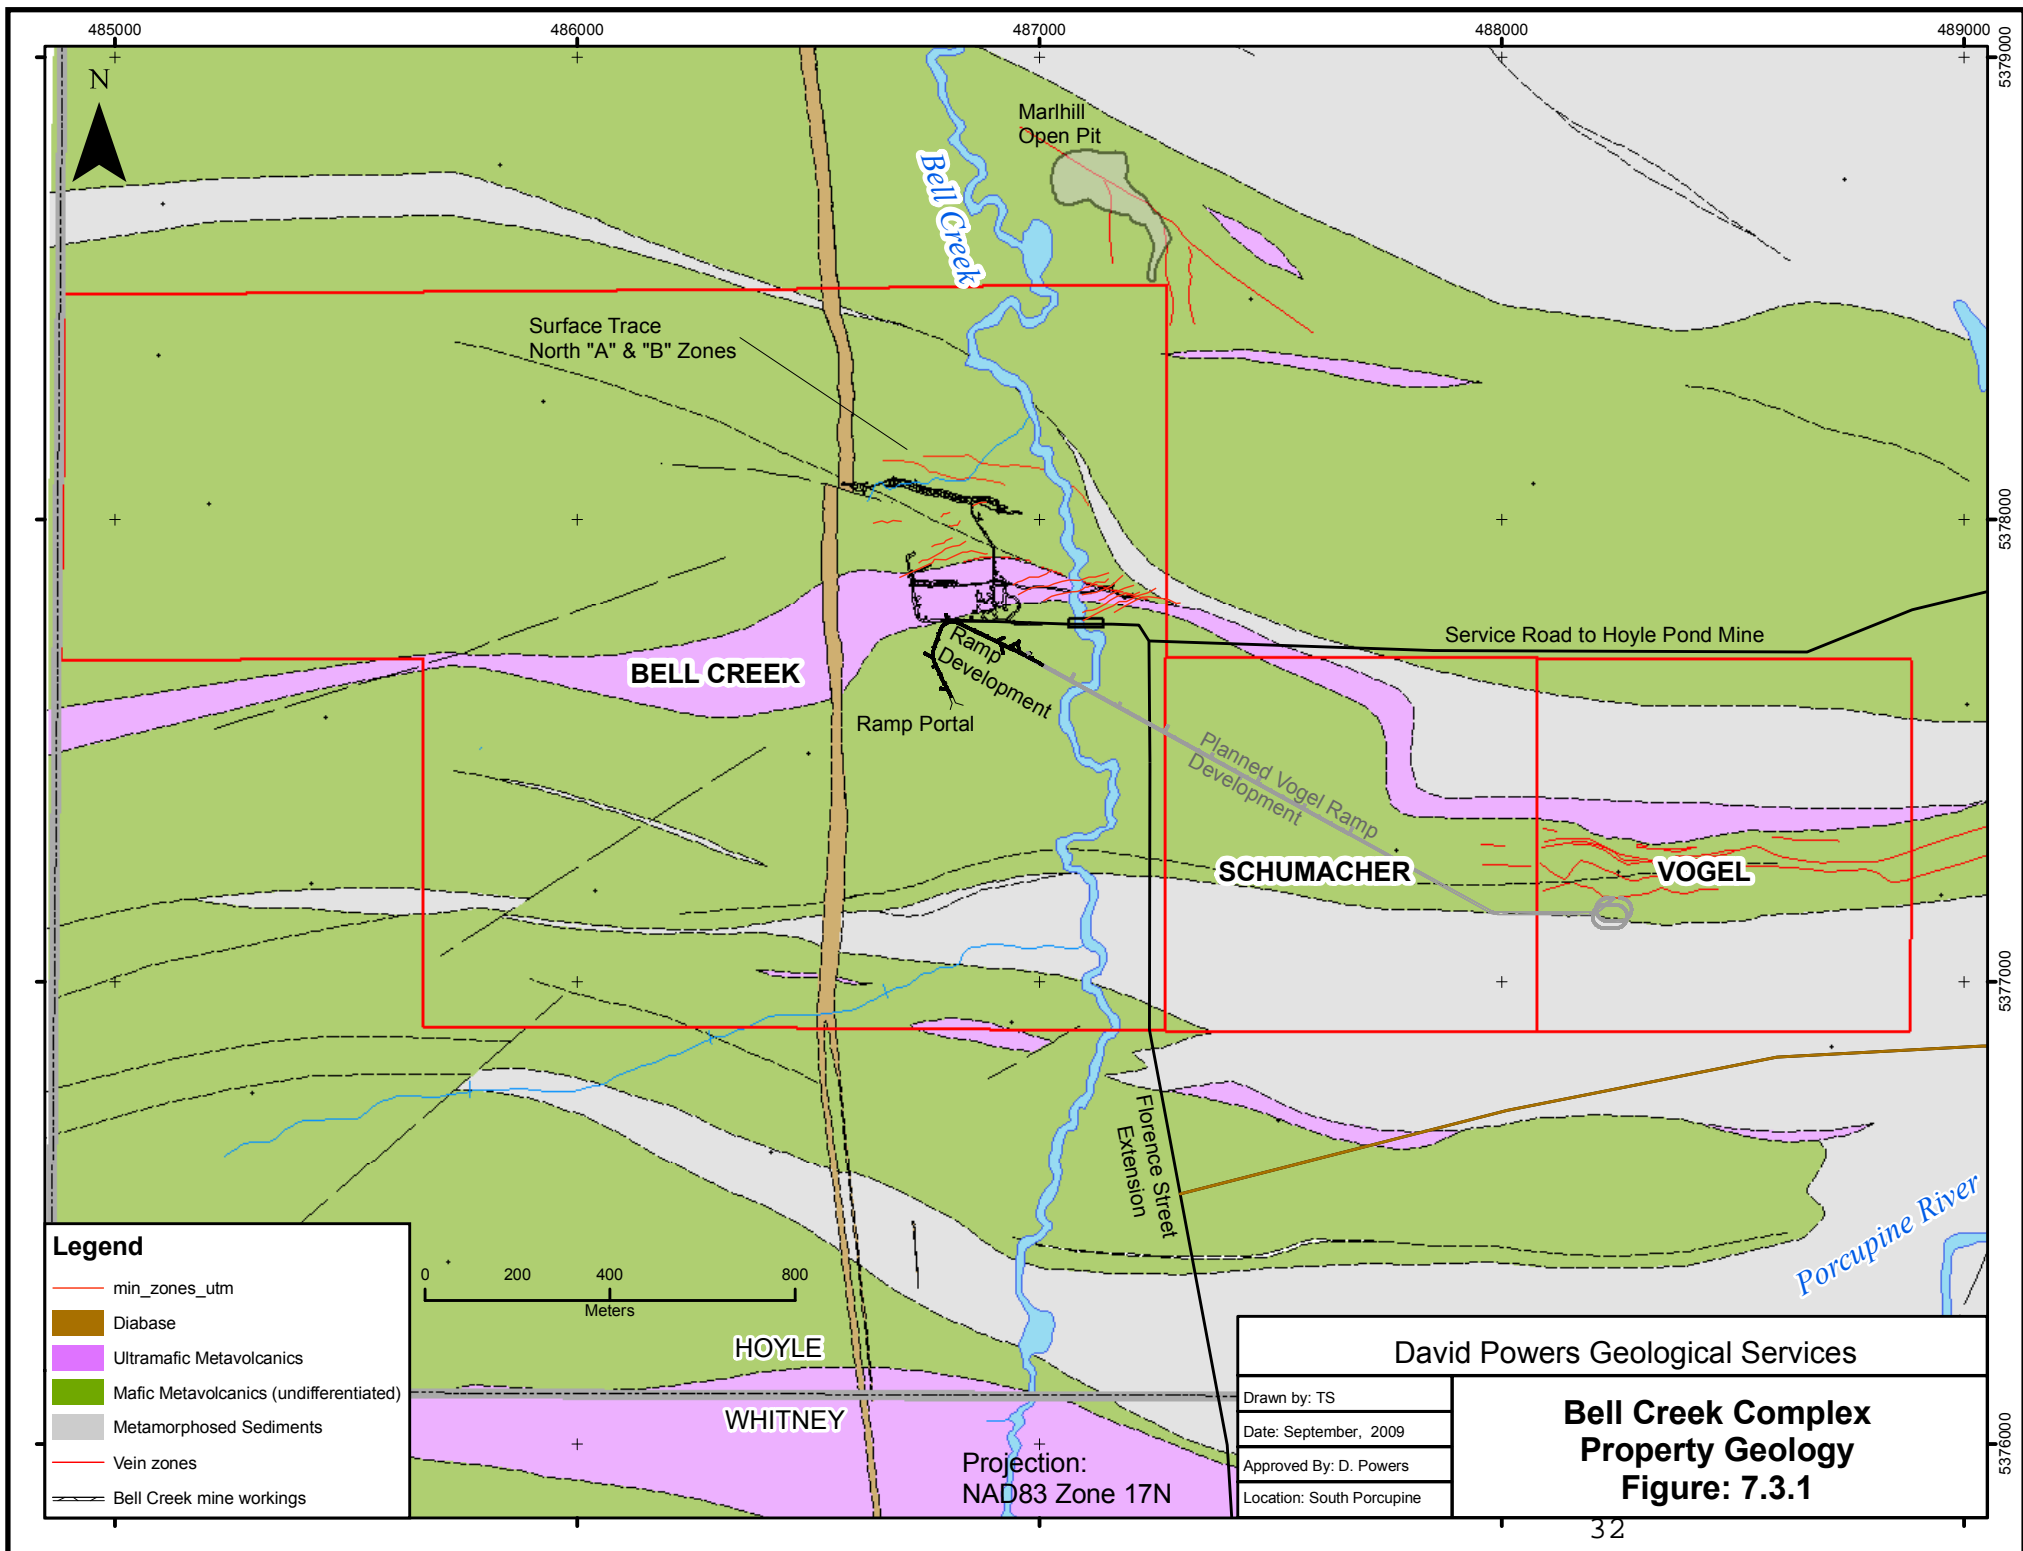 485000
486000
487000
488000
489000
5379000
5378000
5377000
5376000
N
Marlhill
Open Pit
Bell Creek
Surface Trace
North "A" & "B" Zones
Service Road to Hoyle Pond Mine
BELL CREEK
Ramp
Development
Ramp Portal
Planned Vogel Ramp
Development
SCHUMACHER
VOGEL
Florence Street
Extension
Porcupine River
HOYLE
WHITNEY
0 200 400 800
Meters
Projection:
NAD83 Zone 17N
Legend
min_zones_utm
Diabase
Ultramafic Metavolcanics
Mafic Metavolcanics (undifferentiated)
Metamorphosed Sediments
Vein zones
Bell Creek mine workings
David Powers Geological Services
Drawn by: TS
Date: September, 2009
Approved By: D. Powers
Location: South Porcupine
Bell Creek Complex
Property Geology
Figure: 7.3.1
32